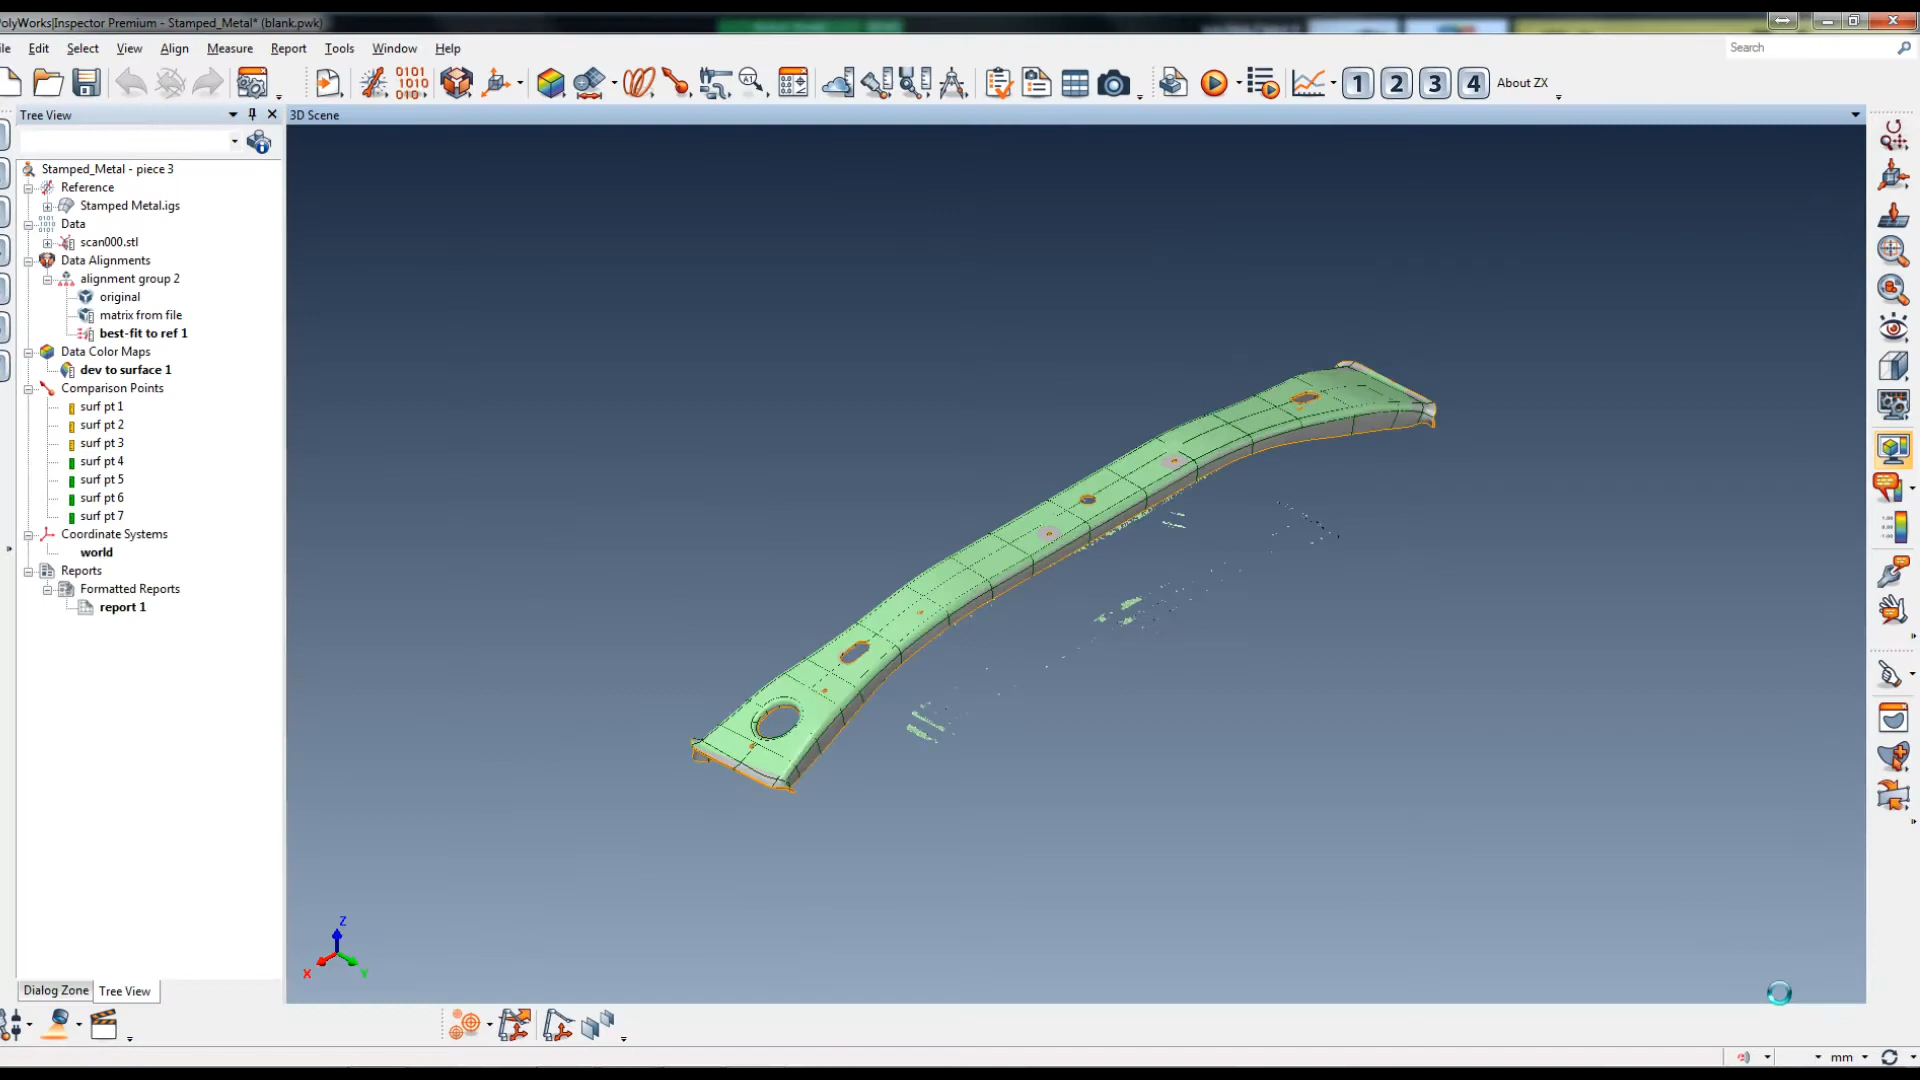 PolyWorks|Inspector Premium - Stamped_Metal* (blank.pwk)
ile Edit Select View Align Measure Report Tools Window Help
Search
0101
1010
010
A1
1 2 3 4 About ZX
Tree View
3D Scene
Stamped_Metal - piece 3
Reference
Stamped Metal.igs
Data
scan000.stl
Data Alignments
alignment group 2
original
matrix from file
best-fit to ref 1
Data Color Maps
dev to surface 1
Comparison Points
surf pt 1
surf pt 2
surf pt 3
surf pt 4
surf pt 5
surf pt 6
surf pt 7
Coordinate Systems
world
Reports
Formatted Reports
report 1
Z
X Y
Dialog Zone Tree View
mm